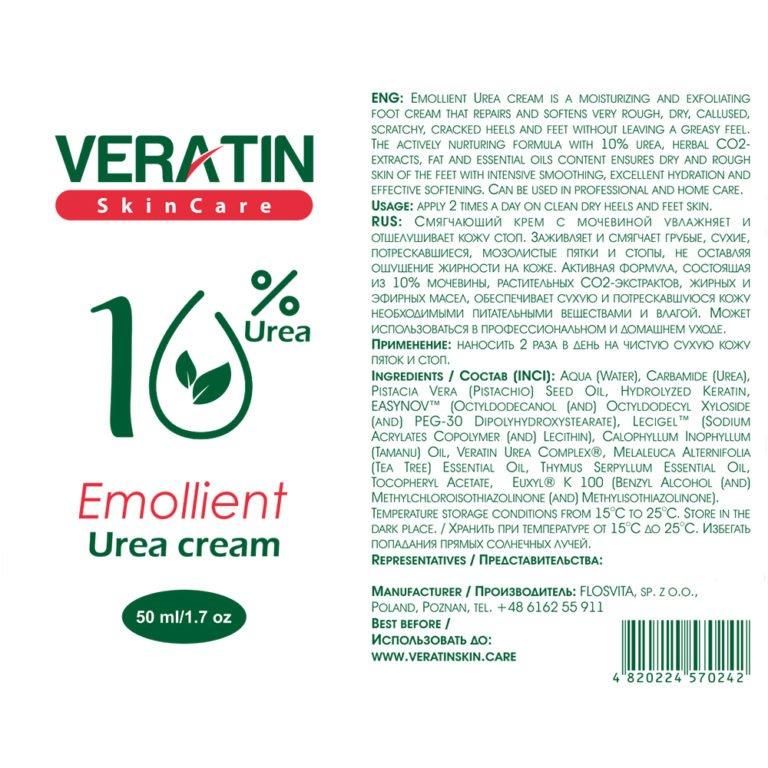 VERATIN
SkinCare
10 %
Urea
Emollient
Urea cream
50 ml/1.7 oz
ENG: Emollient Urea cream is a moisturizing and exfoliating
foot cream that repairs and softens very rough, dry, callused,
scratchy, cracked heels and feet without leaving a greasy feel.
The actively nurturing formula with 10% urea, herbal CO2-
extracts, fat and essential oils content ensures dry and rough
skin of the feet with intensive smoothing, excellent hydration and
effective softening. Can be used in professional and home care.
Usage: apply 2 times a day on clean dry heels and feet skin.
RUS: Смягчающий крем с мочевиной увлажняет и
отшелушивает кожу стоп. Заживляет и смягчает грубые, сухие,
потрескавшиеся, мозолистые пятки и стопы, не оставляя
ощущение жирности на коже. Активная формула, состоящая
из 10% мочевины, растительных CO2-экстрактов, жирных и
эфирных масел, обеспечивает сухую и потрескавшуюся кожу
необходимыми питательными веществами и влагой. Может
использоваться в профессиональном и домашнем уходе.
Применение: наносить 2 раза в день на чистую сухую кожу
пяток и стоп.
Ingredients / Состав (INCI): Aqua (Water), Carbamide (Urea),
Pistacia Vera (Pistachio) Seed Oil, Hydrolyzed Keratin,
EASYNOV™ (Octyldodecanol (and) Octyldodecyl Xyloside
(and) PEG-30 Dipolyhydroxystearate), Lecigel™ (Sodium
Acrylates Copolymer (and) Lecithin), Calophyllum Inophyllum
(Tamanu) Oil, Veratin Urea Complex®, Melaleuca Alternifolia
(Tea Tree) Essential Oil, Thymus Serpyllum Essential Oil,
Tocopheryl Acetate, Euxyl® K 100 (Benzyl Alcohol (and)
Methylchloroisothiazolinone (and) Methylisothiazolinone).
Temperature storage conditions from 15°C to 25°C. Store in the
dark place. / Хранить при температуре от 15°C до 25°C. Избегать
попадания прямых солнечных лучей.
Representatives / Представительства:
Manufacturer / Производитель: FLOSVITA, sp. z o.o.,
Poland, Poznan, tel. +48 6162 55 911
Best before /
Использовать до:
www.veratinskin.care
4 820224 570242